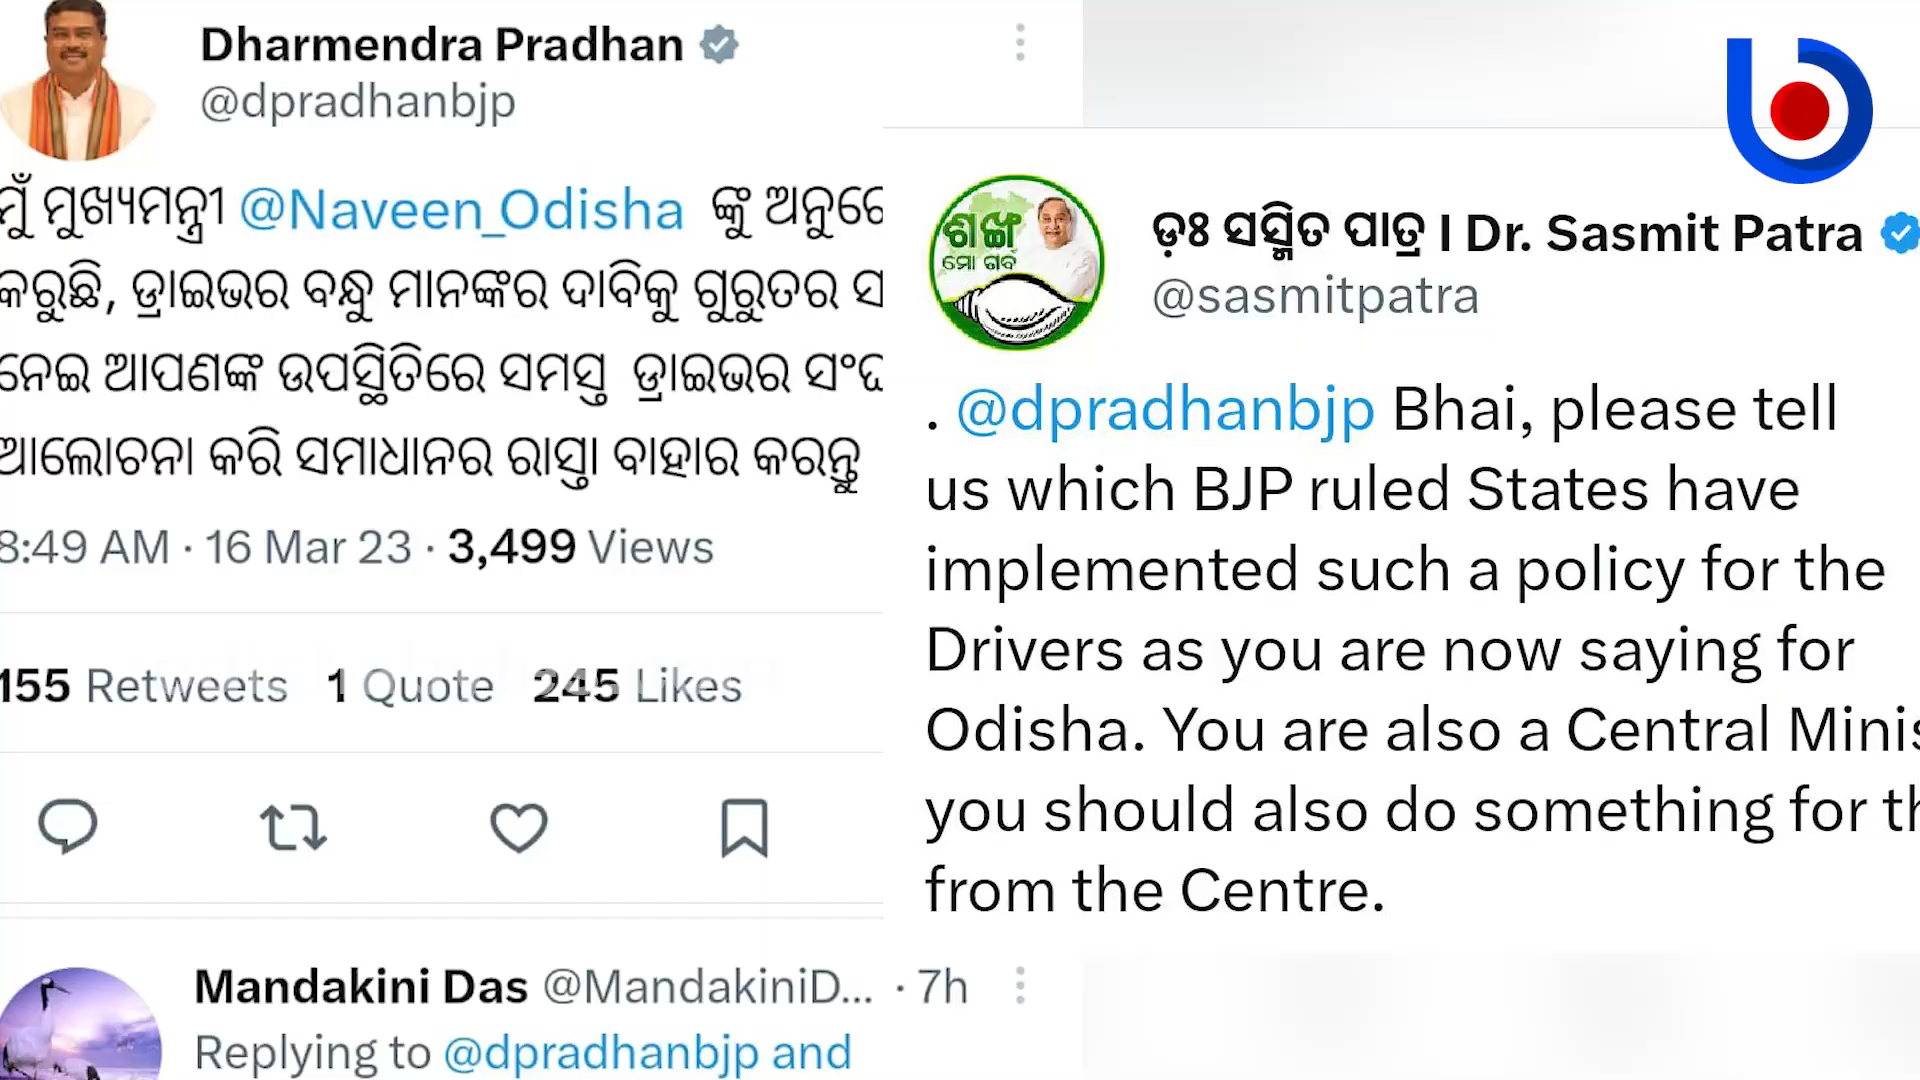 Dharmendra Pradhan
@dpradhanbjp
ମୁଁ ମୁଖ୍ୟମନ୍ତ୍ରୀ @Naveen_Odisha ଙ୍କୁ
କରୁଛି, ଡ୍ରାଇଭର ବନ୍ଧୁ ମାନଙ୍କର ଦାବିକୁ ଗୁରୁତର
ନେଇ ଆପଣଙ୍କ ଉପସ୍ଥିତିରେ ସମସ୍ତ ଡ୍ରାଇଭର
ଆଲୋଚନା କରି ସମାଧାନର ରାସ୍ତା ବାହାର କରନ୍ତୁ
8:49 AM · 16 Mar 23 · 3,499 Views
155 Retweets 1 Quote 245 Likes
Mandakini Das @MandakiniD... · 7h
Replying to @dpradhanbjp and
ଶଙ୍ଖ
ମୋ ଗର୍ବ
ଡ଼ଃ ସସ୍ମିତ ପାତ୍ର I Dr. Sasmit Patra
@sasmitpatra
. @dpradhanbjp Bhai, please tell
us which BJP ruled States have
implemented such a policy for the
Drivers as you are now saying for
Odisha. You are also a Central
you should also do something for
from the Centre.